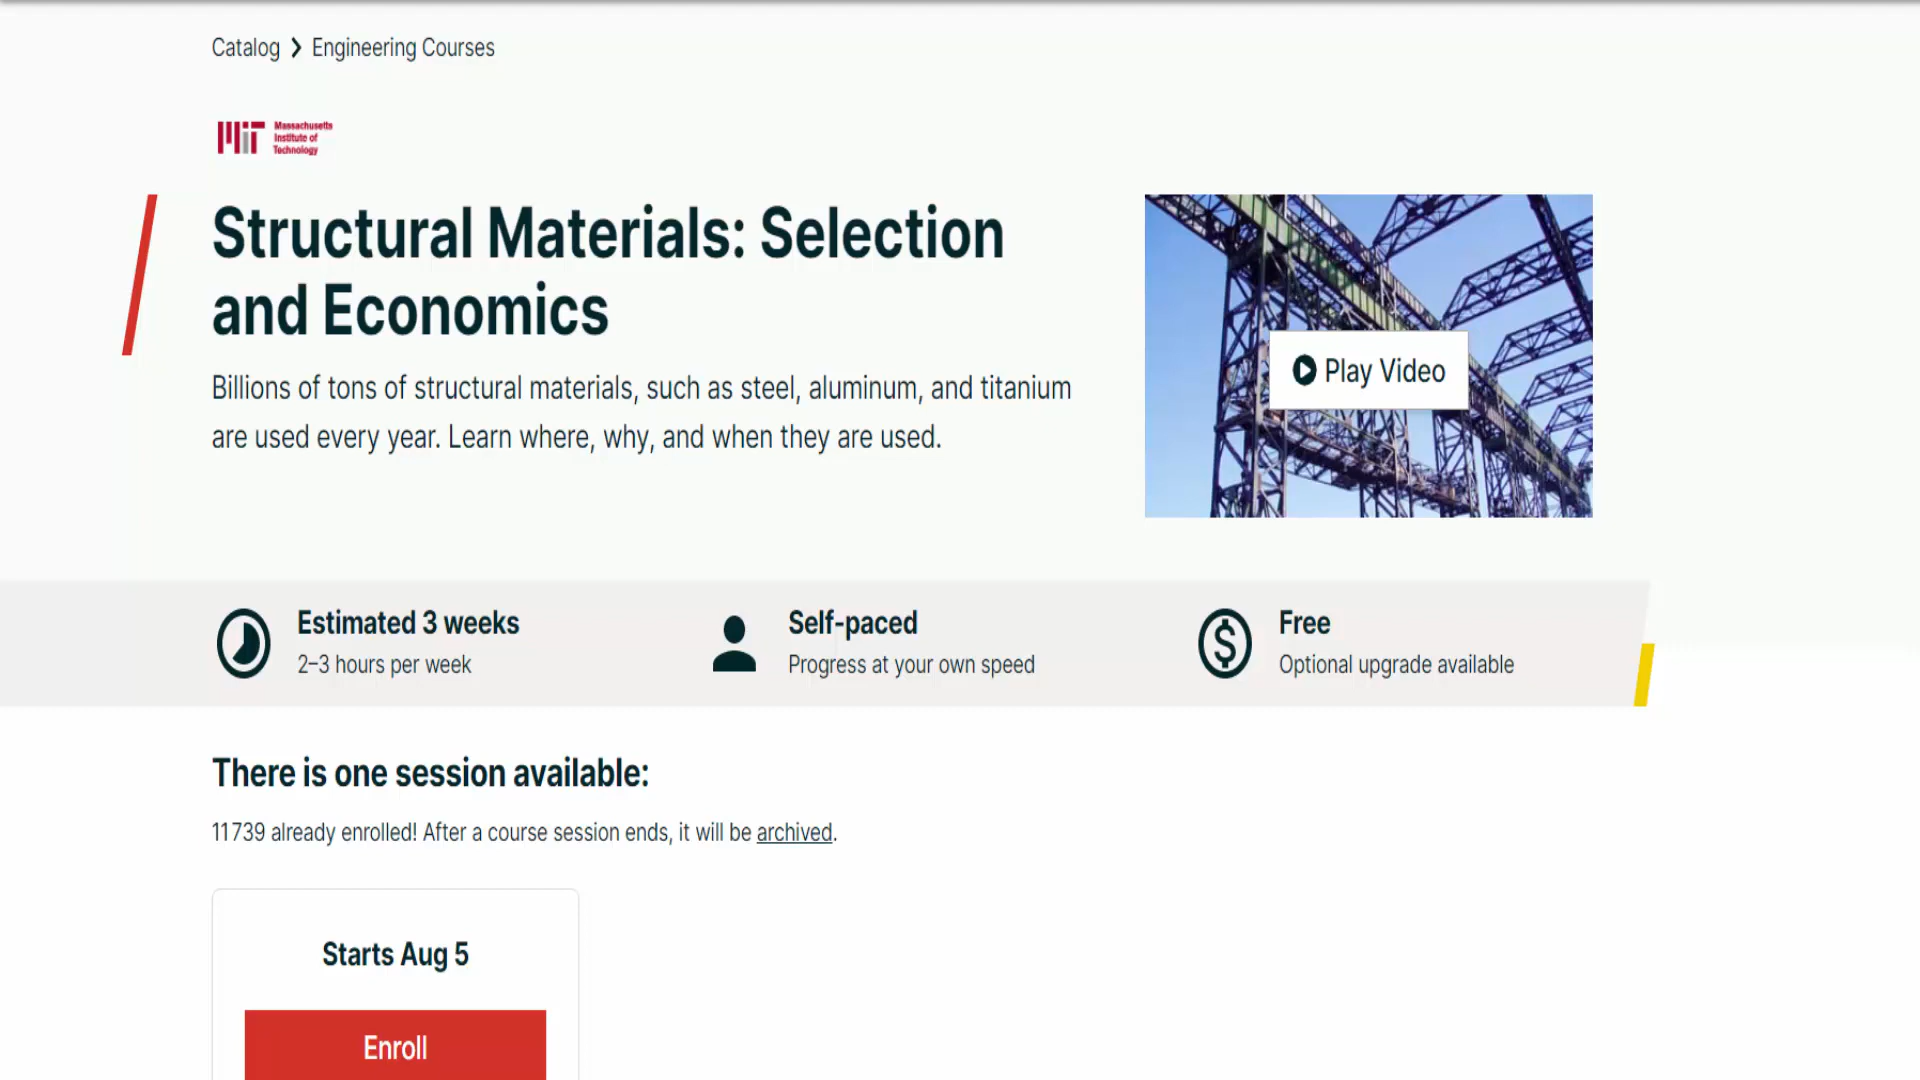 Catalog > Engineering Courses
MIT Massachusetts
Institute of
Technology
Structural Materials: Selection
and Economics
Billions of tons of structural materials, such as steel, aluminum, and titanium
are used every year. Learn where, why, and when they are used.
Play Video
Estimated 3 weeks
2–3 hours per week
Self-paced
Progress at your own speed
Free
Optional upgrade available
There is one session available:
11739 already enrolled! After a course session ends, it will be archived.
Starts Aug 5
Enroll